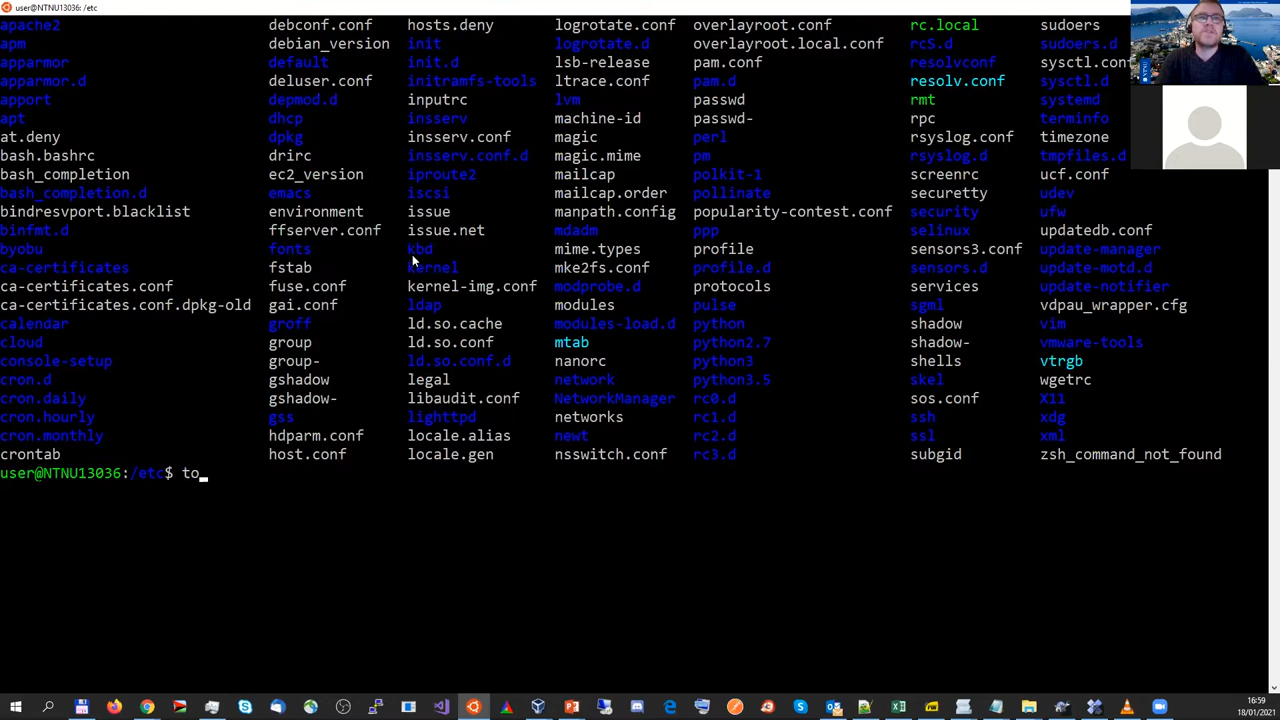 user@NTNU13036: /etc
apache2 debconf.conf hosts.deny logrotate.conf overlayroot.conf rc.local sudoers
apm debian_version init logrotate.d overlayroot.local.conf rcS.d sudoers.d
apparmor default init.d lsb-release pam.conf resolvconf sysctl.con
apparmor.d deluser.conf initramfs-tools ltrace.conf pam.d resolv.conf sysctl.d
apport depmod.d inputrc lvm passwd rmt systemd
apt dhcp insserv machine-id passwd- rpc terminfo
at.deny dpkg insserv.conf magic perl rsyslog.conf timezone
bash.bashrc drirc insserv.conf.d magic.mime pm rsyslog.d tmpfiles.d
bash_completion ec2_version iproute2 mailcap polkit-1 screenrc ucf.conf
bash_completion.d emacs iscsi mailcap.order pollinate securetty udev
bindresvport.blacklist environment issue manpath.config popularity-contest.conf security ufw
binfmt.d ffserver.conf issue.net mdadm ppp selinux updatedb.conf
byobu fonts kbd mime.types profile sensors3.conf update-manager
ca-certificates fstab kernel mke2fs.conf profile.d sensors.d update-motd.d
ca-certificates.conf fuse.conf kernel-img.conf modprobe.d protocols services update-notifier
ca-certificates.conf.dpkg-old gai.conf ldap modules pulse sgml vdpau_wrapper.cfg
calendar groff ld.so.cache modules-load.d python shadow vim
cloud group ld.so.conf mtab python2.7 shadow- vmware-tools
console-setup group- ld.so.conf.d nanorc python3 shells vtrgb
cron.d gshadow legal network python3.5 skel wgetrc
cron.daily gshadow- libaudit.conf NetworkManager rc0.d sos.conf X11
cron.hourly gss lighttpd networks rc1.d ssh xdg
cron.monthly hdparm.conf locale.alias newt rc2.d ssl xml
crontab host.conf locale.gen nsswitch.conf rc3.d subgid zsh_command_not_found
user@NTNU13036:/etc$ to
NTNU
16:59
18/01/2021